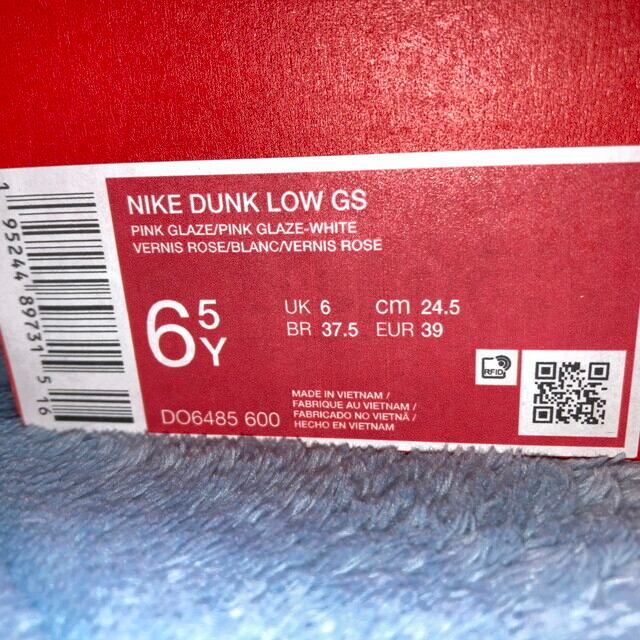 NIKE DUNK LOW GS
PINK GLAZE/PINK GLAZE-WHITE
VERNIS ROSE/BLANC/VERNIS ROSE
6 5 Y
UK 6 cm 24.5
BR 37.5 EUR 39
RFID
DO6485 600
MADE IN VIETNAM /
FABRIQUE AU VIETNAM /
FABRICADO NO VIETNÃ /
HECHO EN VIETNAM
1 95244 89731 5 16